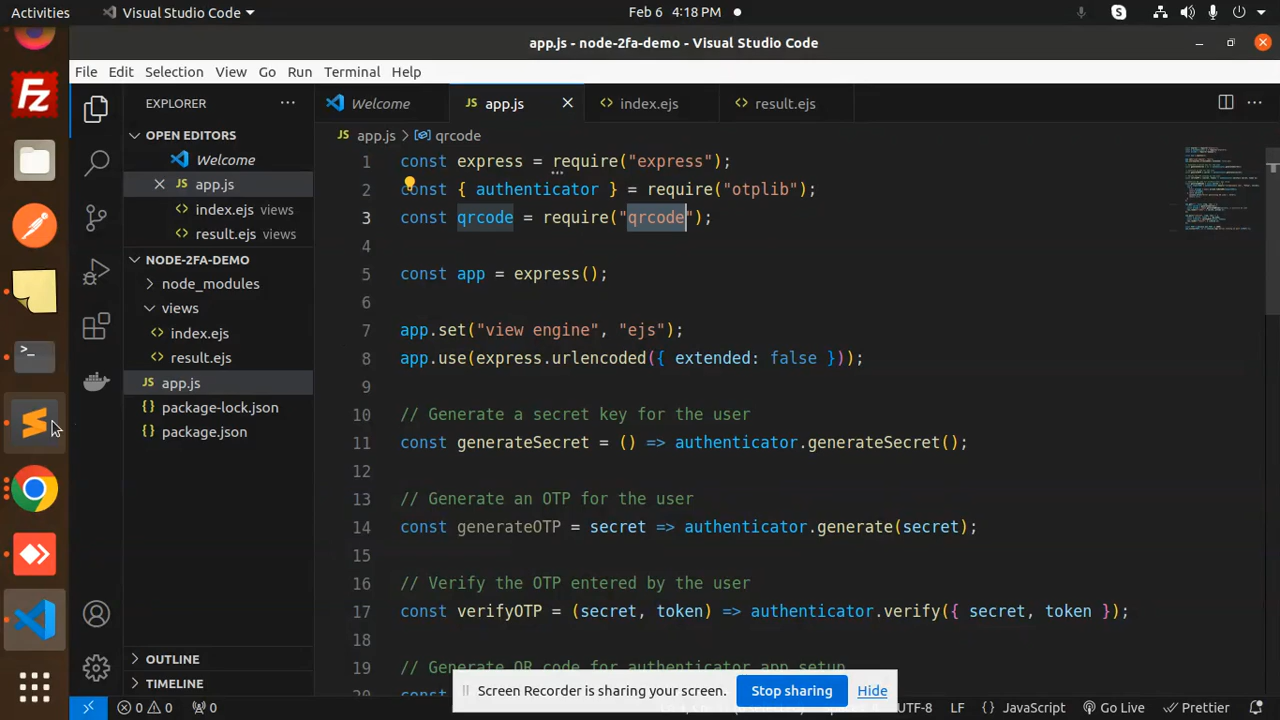 Activities
Visual Studio Code
Feb 6 4:18 PM
app.js - node-2fa-demo - Visual Studio Code
File Edit Selection View Go Run Terminal Help
EXPLORER
OPEN EDITORS
Welcome
app.js
index.ejs views
result.ejs views
NODE-2FA-DEMO
node_modules
views
index.ejs
result.ejs
app.js
package-lock.json
package.json
OUTLINE
TIMELINE
Welcome app.js index.ejs result.ejs
app.js > qrcode
1 const express = require("express");
2 const { authenticator } = require("otplib");
3 const qrcode = require("qrcode");
4
5 const app = express();
6
7 app.set("view engine", "ejs");
8 app.use(express.urlencoded({ extended: false }));
9
10 // Generate a secret key for the user
11 const generateSecret = () => authenticator.generateSecret();
12
13 // Generate an OTP for the user
14 const generateOTP = secret => authenticator.generate(secret);
15
16 // Verify the OTP entered by the user
17 const verifyOTP = (secret, token) => authenticator.verify({ secret, token });
18
19 // Generate QR code for authenticator app setup
20
Screen Recorder is sharing your screen. Stop sharing Hide
0 0 0 UTF-8 LF {} JavaScript Go Live Prettier